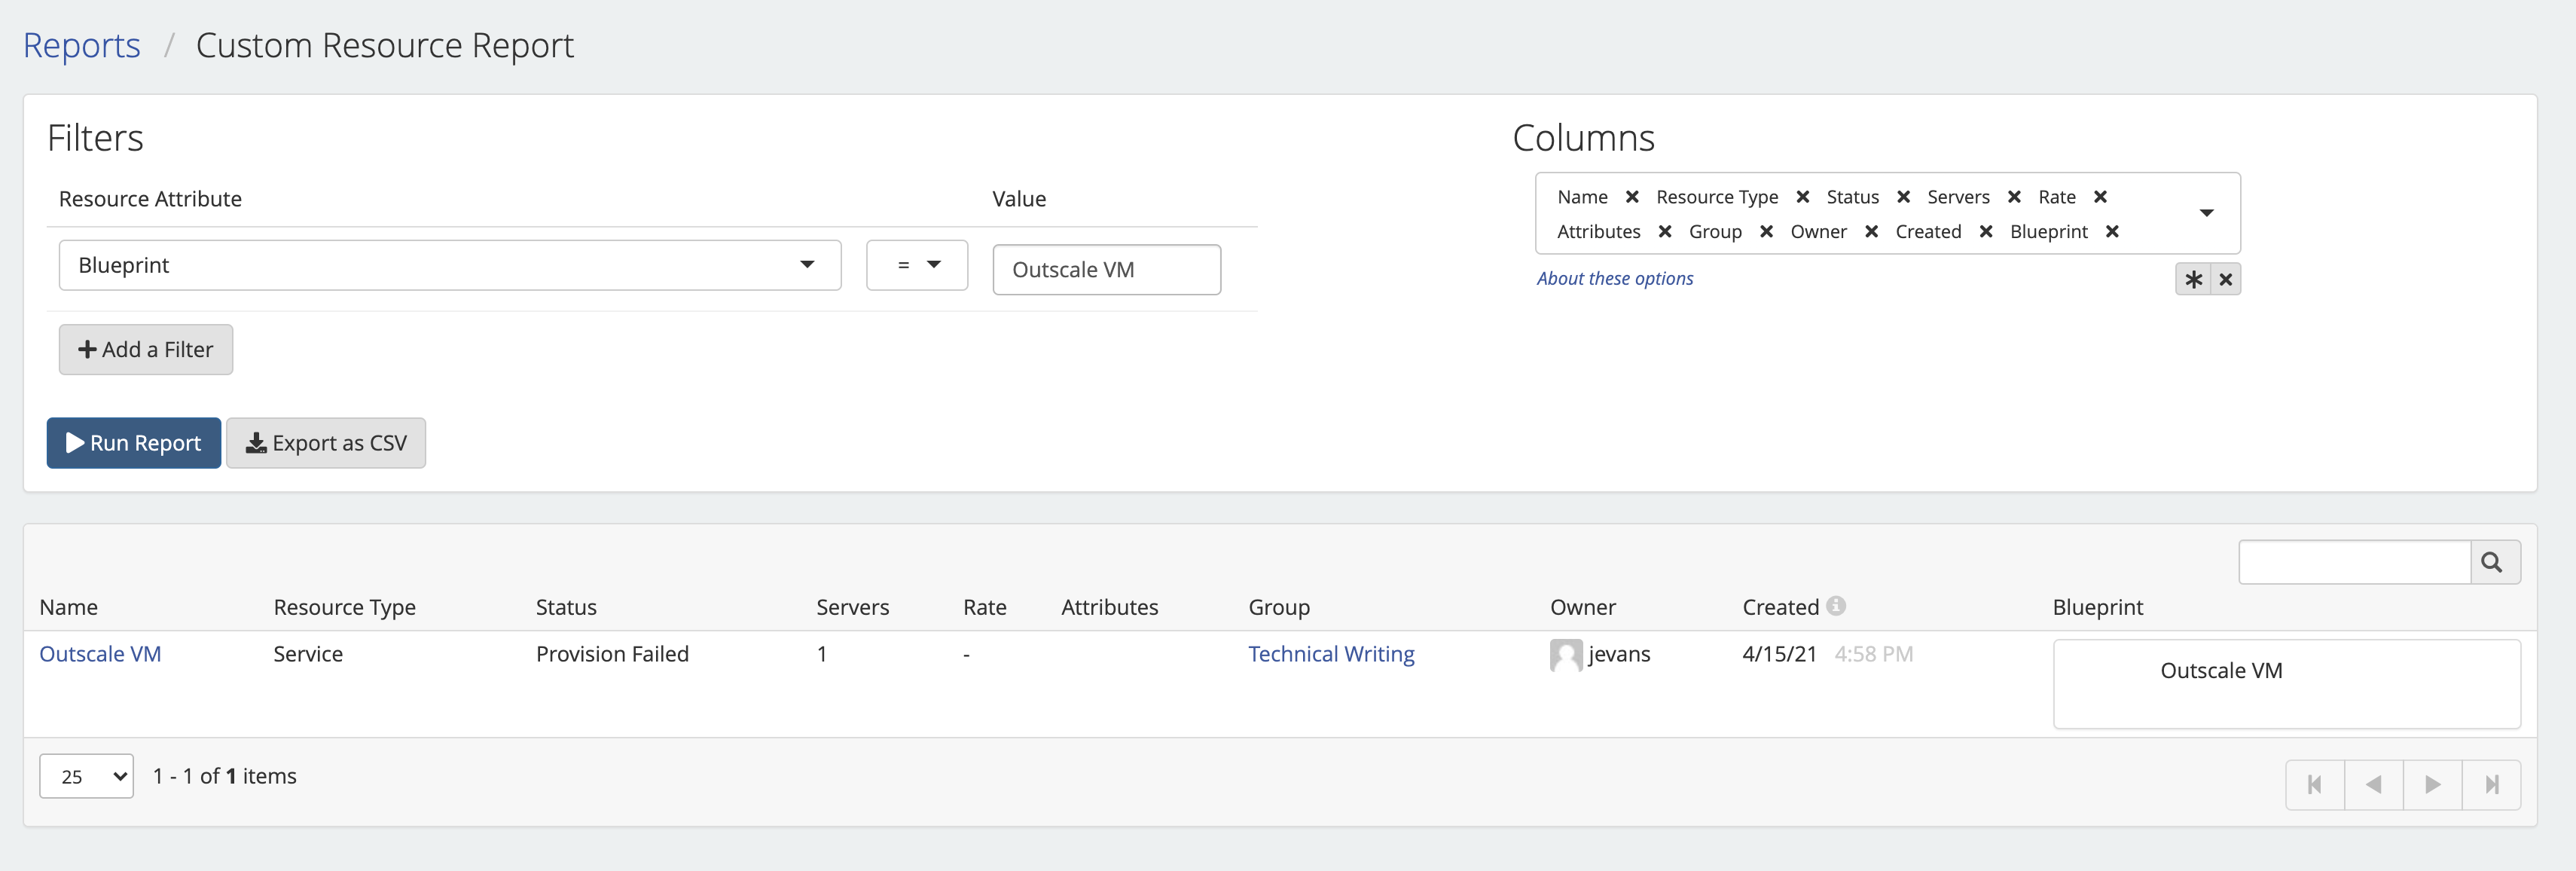 Reports / Custom Resource Report
Filters
Resource Attribute Value
Blueprint = Outscale VM
Add a Filter
Run Report Export as CSV
Columns
Name Resource Type Status Servers Rate
Attributes Group Owner Created Blueprint
About these options
Name Resource Type Status Servers Rate Attributes Group Owner Created Blueprint
Outscale VM Service Provision Failed 1 - Technical Writing jevans 4/15/21 4:58 PM Outscale VM
25 1 - 1 of 1 items